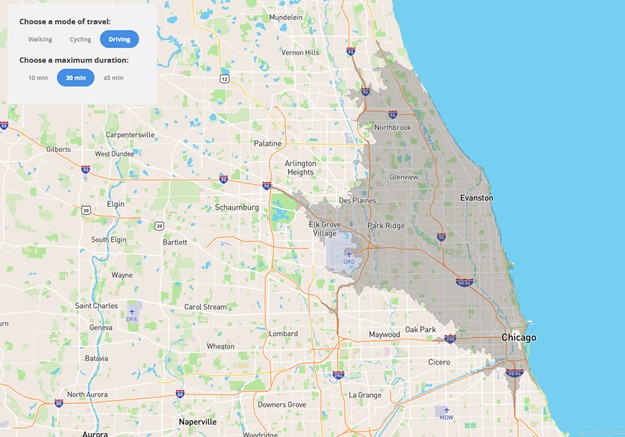 Choose a mode of travel:
Walking Cycling Driving
Choose a maximum duration:
10 min 30 min 45 min
Mundelein
Vernon Hills
12
Northbrook
Carpentersville
Gilberts
West Dundee
Palatine
Arlington
Heights
Glenview
Elgin
Schaumburg
Des Plaines
Evanston
20
20
Elk Grove
Village
Park Ridge
South Elgin
Bartlett
ORD
Wayne
Saint Charles
DPA
Carol Stream
Geneva
Lombard
Maywood
Oak Park
Chicago
Wheaton
Cicero
Batavia
North Aurora
La Grange
Downers Grove
MDW
Naperville
Aurora
Woodridge